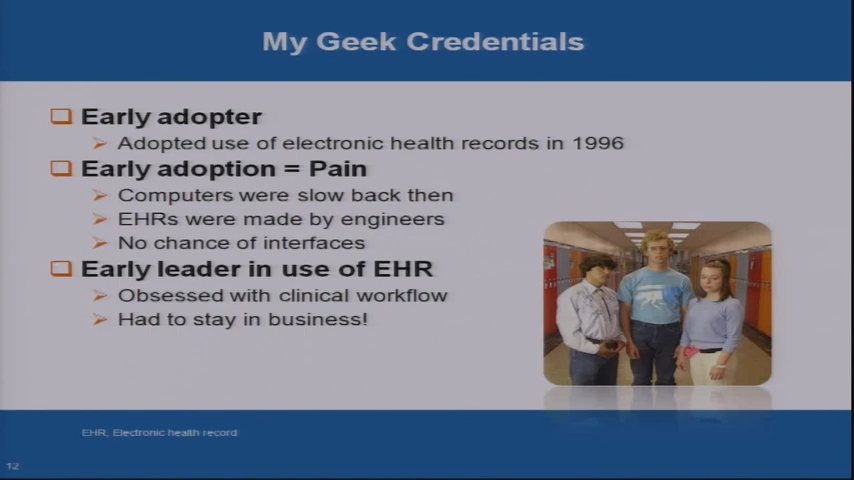 My Geek Credentials
Early adopter
Adopted use of electronic health records in 1996
Early adoption = Pain
Computers were slow back then
EHRs were made by engineers
No chance of interfaces
Early leader in use of EHR
Obsessed with clinical workflow
Had to stay in business!
EHR, Electronic health record
12